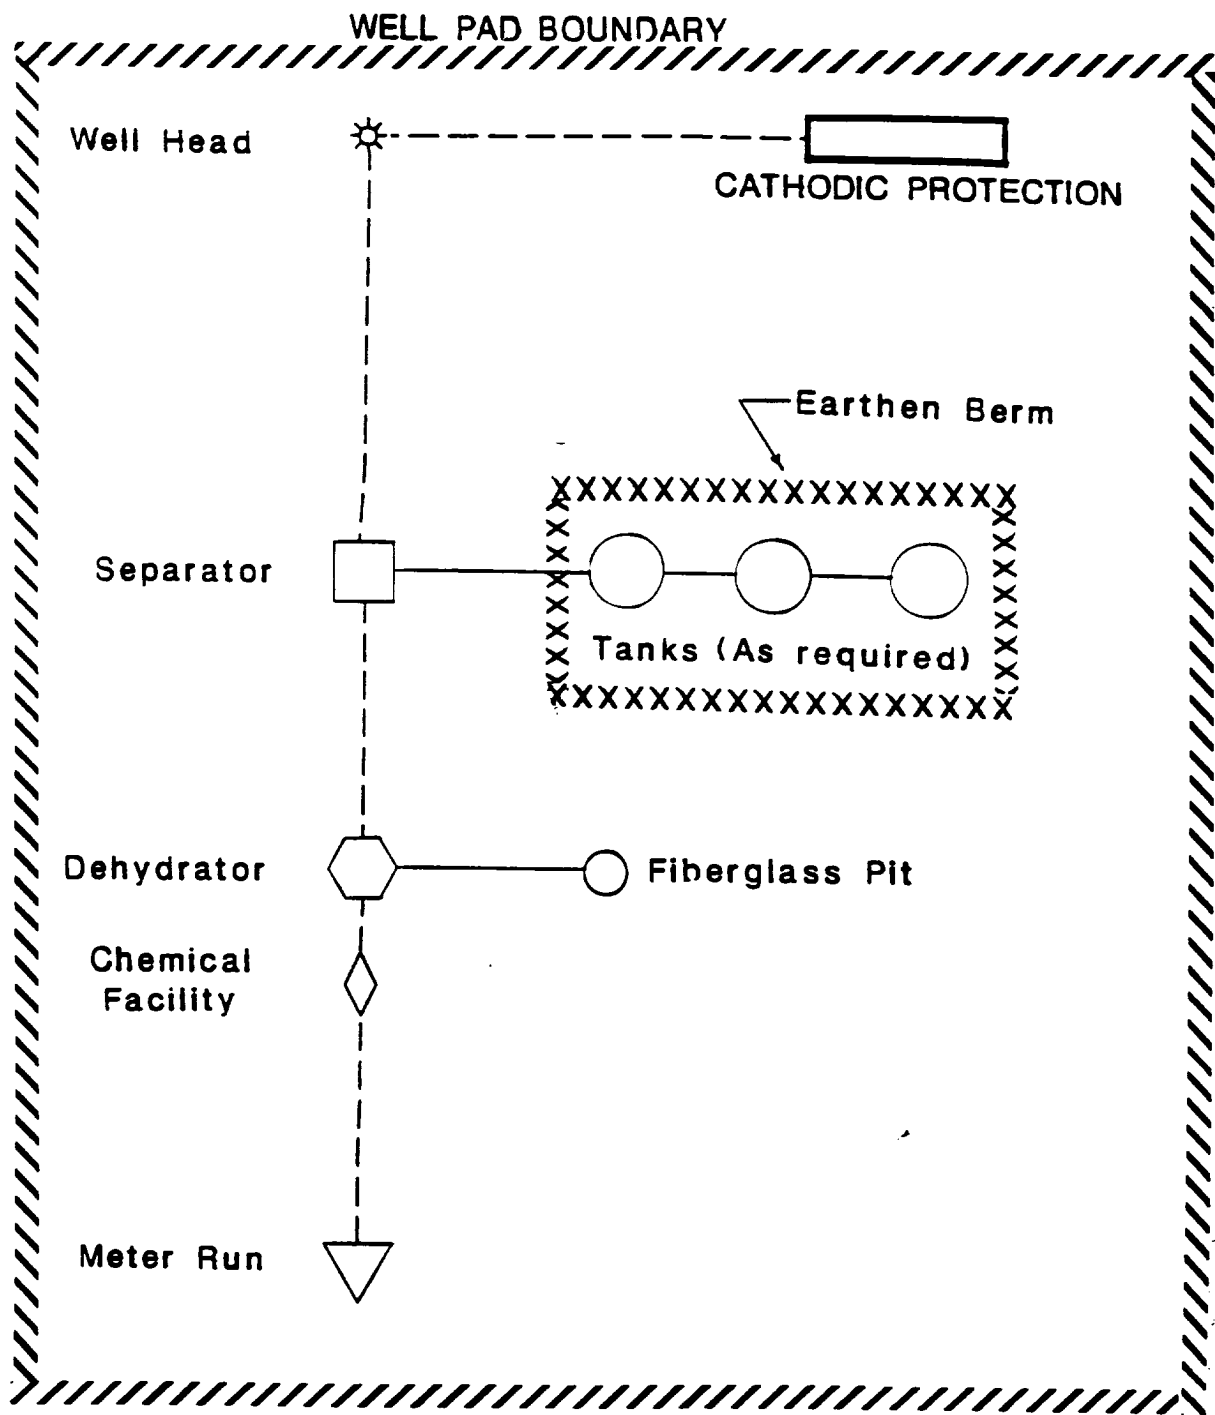 WELL PAD BOUNDARY
Well Head
CATHODIC PROTECTION
Earthen Berm
Separator
Tanks (As required)
Dehydrator
Fiberglass Pit
Chemical
Facility
Meter Run